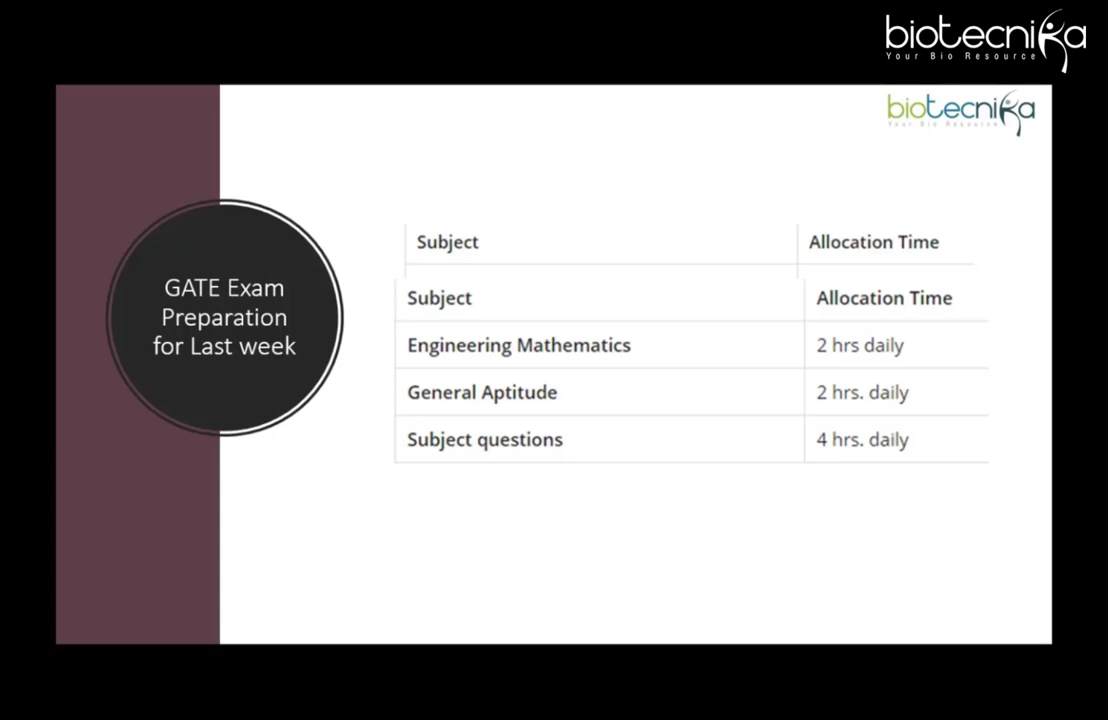 biotecnika
Your Bio Resource
biotecnika
Your Bio Resource
GATE Exam
Preparation
for Last week
Subject Allocation Time
Subject Allocation Time
Engineering Mathematics 2 hrs daily
General Aptitude 2 hrs. daily
Subject questions 4 hrs. daily